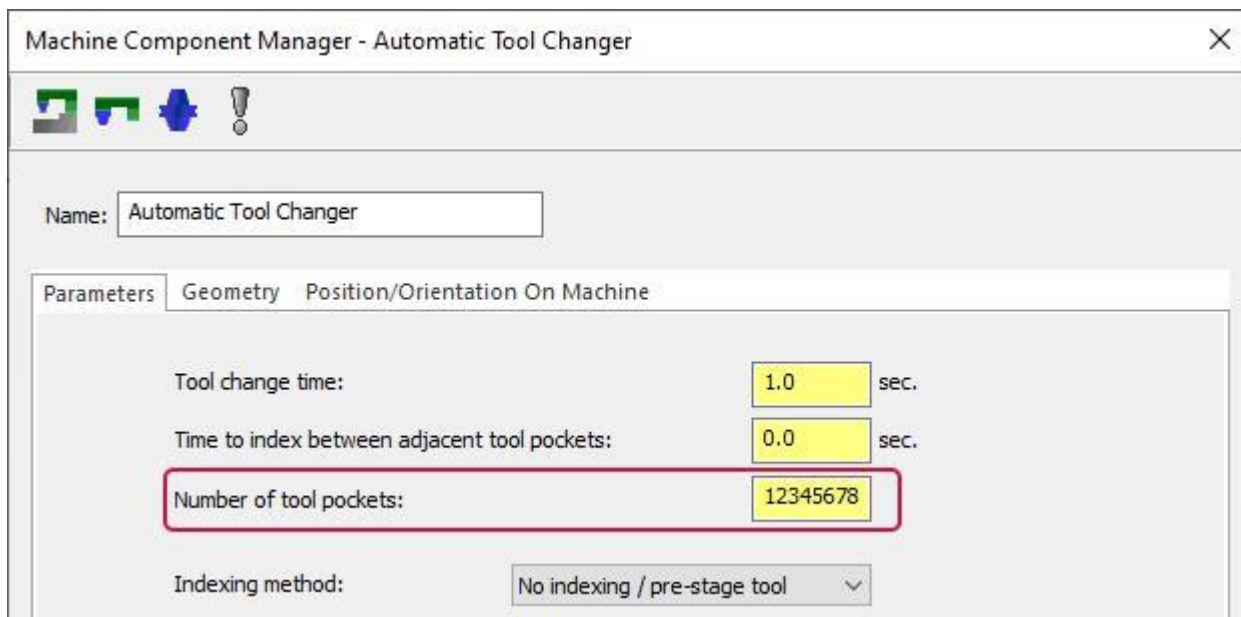 Machine Component Manager - Automatic Tool Changer
Name: Automatic Tool Changer
Parameters Geometry Position/Orientation On Machine
Tool change time: 1.0 sec.
Time to index between adjacent tool pockets: 0.0 sec.
Number of tool pockets: 12345678
Indexing method: No indexing / pre-stage tool